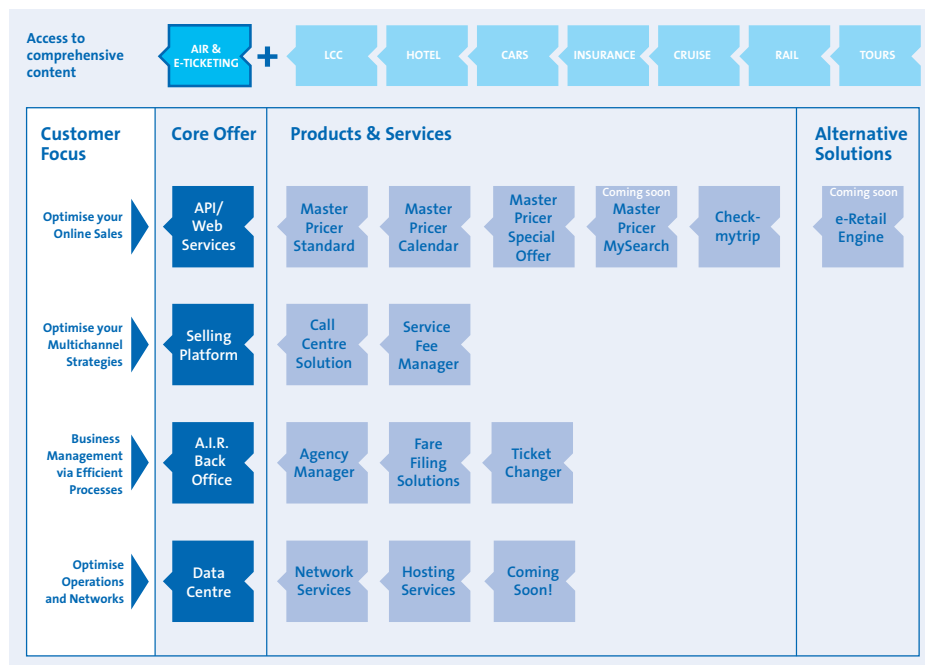 Access to
comprehensive
content
AIR &
E-TICKETING
+
LCC
HOTEL
CARS
INSURANCE
CRUISE
RAIL
TOURS
Customer
Focus
Core Offer
Products & Services
Alternative
Solutions
Optimise your
Online Sales
API/
Web
Services
Master
Pricer
Standard
Master
Pricer
Calendar
Master
Pricer
Special
Offer
Coming soon
Master
Pricer
MySearch
Check-
mytrip
Coming soon
e-Retail
Engine
Optimise your
Multichannel
Strategies
Selling
Platform
Call
Centre
Solution
Service
Fee
Manager
Business
Management
via Efficient
Processes
A.I.R.
Back
Office
Agency
Manager
Fare
Filing
Solutions
Ticket
Changer
Optimise
Operations
and Networks
Data
Centre
Network
Services
Hosting
Services
Coming
Soon!